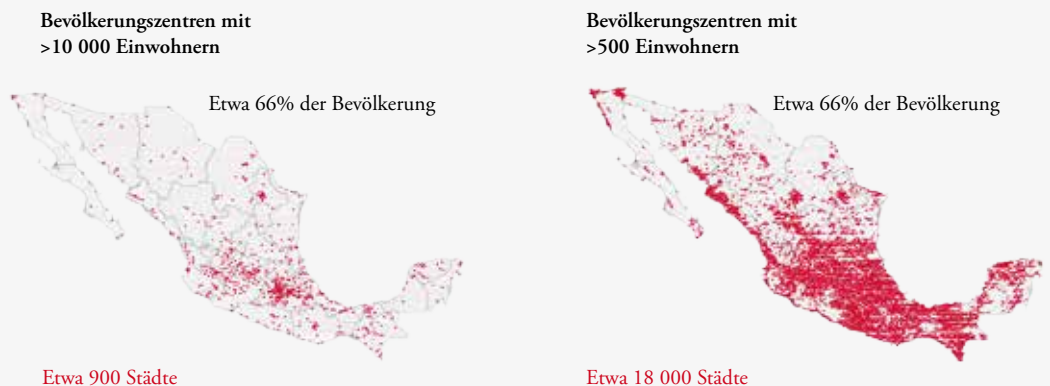 Bevölkerungszentren mit
>10 000 Einwohnern
Etwa 66% der Bevölkerung
Etwa 900 Städte
Bevölkerungszentren mit
>500 Einwohnern
Etwa 66% der Bevölkerung
Etwa 18 000 Städte